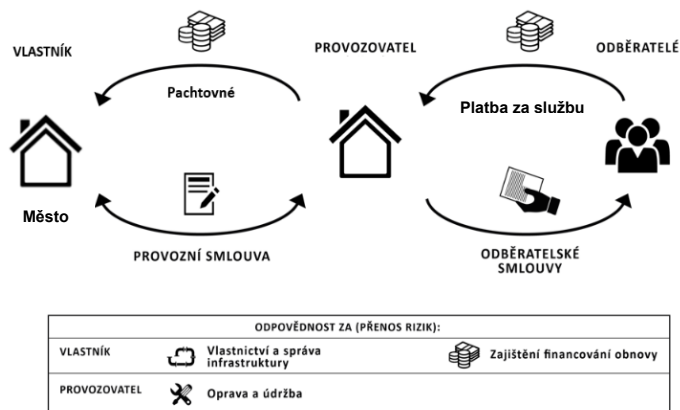 VLASTNÍK
PROVOZOVATEL
ODBĚRATELÉ
Pachtovné
Platba za službu
Město
PROVOZNÍ SMLOUVA
ODBĚRATELSKÉ
SMLOUVY
ODPOVĚDNOST ZA (PŘENOS RIZIK):
VLASTNÍK
Vlastnictví a správa
infrastruktury
Zajištění financování obnovy
PROVOZOVATEL
Oprava a údržba